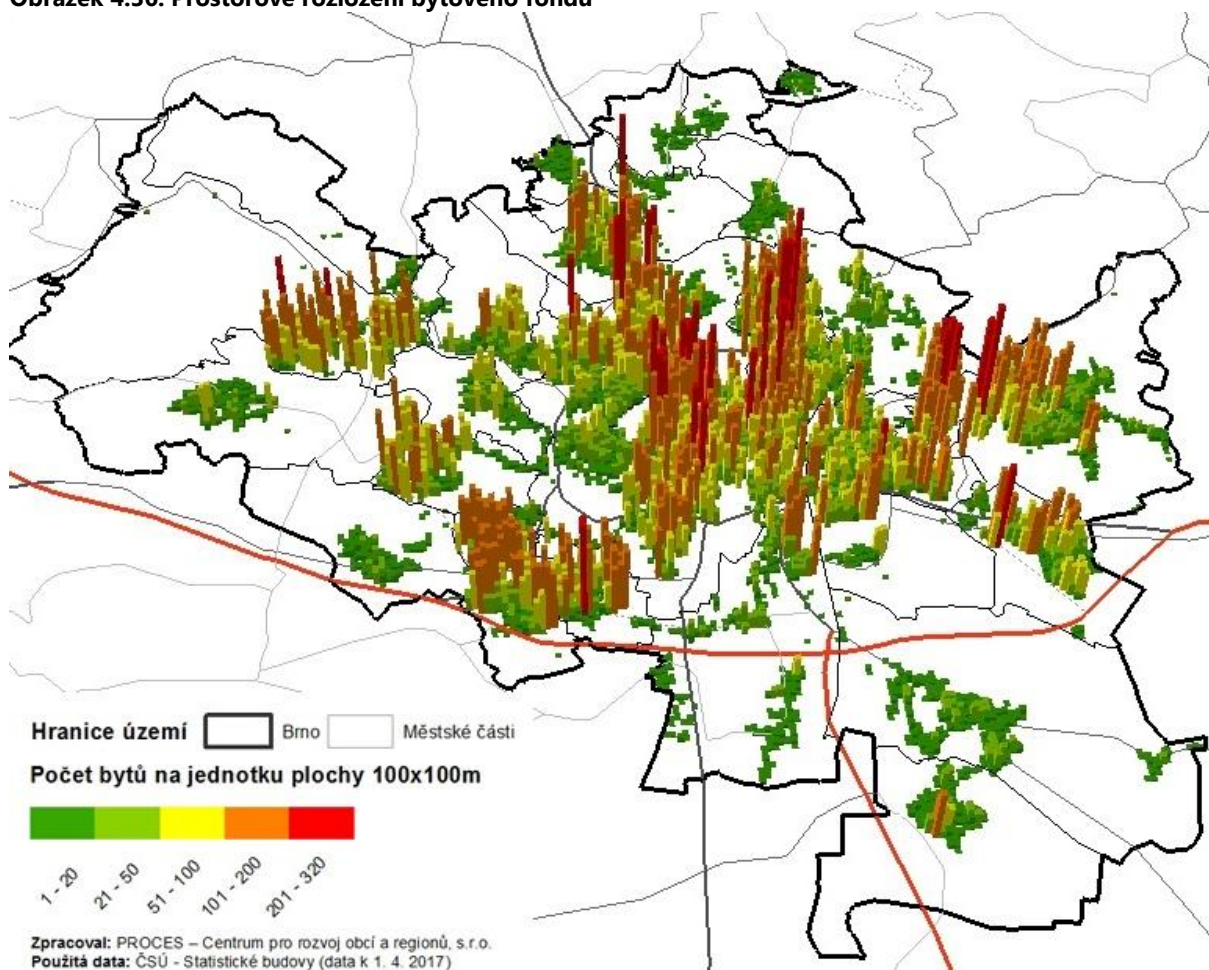 Obrázek 4.36: Prostorové rozložení bytového fondu
Hranice území Brno Městské části
Počet bytů na jednotku plochy 100x100m
1 - 20 21 - 50 51 - 100 101 - 200 201 - 320
Zpracoval: PROCES – Centrum pro rozvoj obcí a regionů, s.r.o.
Použitá data: ČSÚ - Statistické budovy (data k 1. 4. 2017)